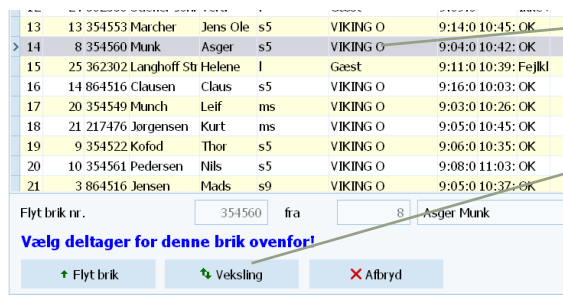 13 13 354553 Marcher Jens Ole s5 VIKING O 9:14:0 10:45: OK
> 14 8 354560 Munk Asger s5 VIKING O 9:04:0 10:42: OK
15 25 362302 Langhoff Str Helene l Gæst 9:11:0 10:39: Fejlkl
16 14 864516 Clausen Claus s5 VIKING O 9:16:0 10:03: OK
17 20 354549 Munch Leif ms VIKING O 9:03:0 10:26: OK
18 21 217476 Jørgensen Kurt ms VIKING O 9:05:0 10:45: OK
19 9 354522 Kofod Thor s5 VIKING O 9:06:0 10:35: OK
20 10 354561 Pedersen Nils s5 VIKING O 9:08:0 11:03: OK
21 3 864516 Jensen Mads s9 VIKING O 9:05:0 10:37: OK
Flyt brik nr. 354560 fra 8 Asger Munk
Vælg deltager for denne brik ovenfor!
Flyt brik Veksling Afbryd